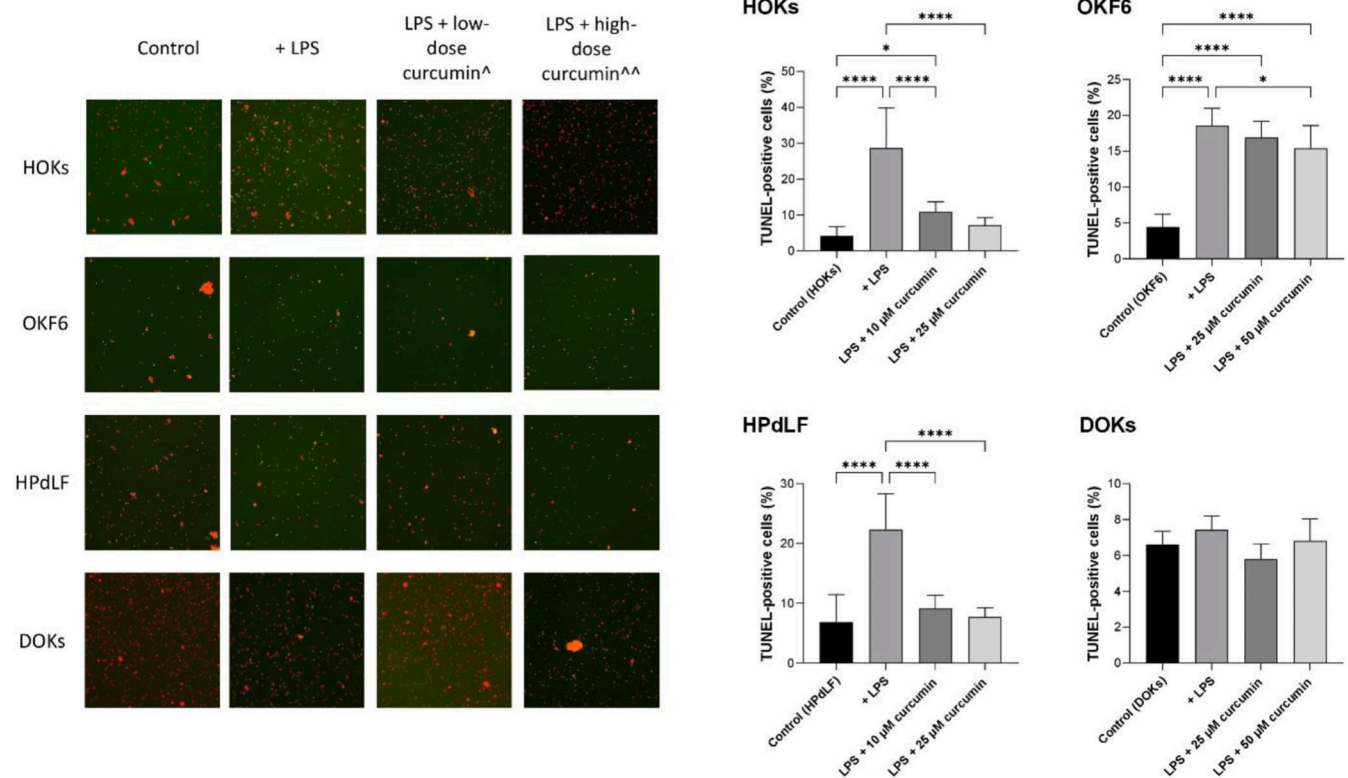 Control
+ LPS
LPS + low-
dose
curcumin^
LPS + high-
dose
curcumin^^
HOKs
OKF6
HPdLF
DOKs
HOKs
****
*
****
****
TUNEL-positive cells (%)
50
40
30
20
10
0
Control (HOKs)
+ LPS
LPS + 10 µM curcumin
LPS + 25 µM curcumin
OKF6
****
****
****
*
TUNEL-positive cells (%)
25
20
15
10
5
0
Control (OKF6)
+ LPS
LPS + 25 µM curcumin
LPS + 50 µM curcumin
HPdLF
****
****
****
TUNEL-positive cells (%)
30
20
10
0
Control (HPdLF)
+ LPS
LPS + 10 µM curcumin
LPS + 25 µM curcumin
DOKs
TUNEL-positive cells (%)
10
8
6
4
2
0
Control (DOKs)
+ LPS
LPS + 25 µM curcumin
LPS + 50 µM curcumin